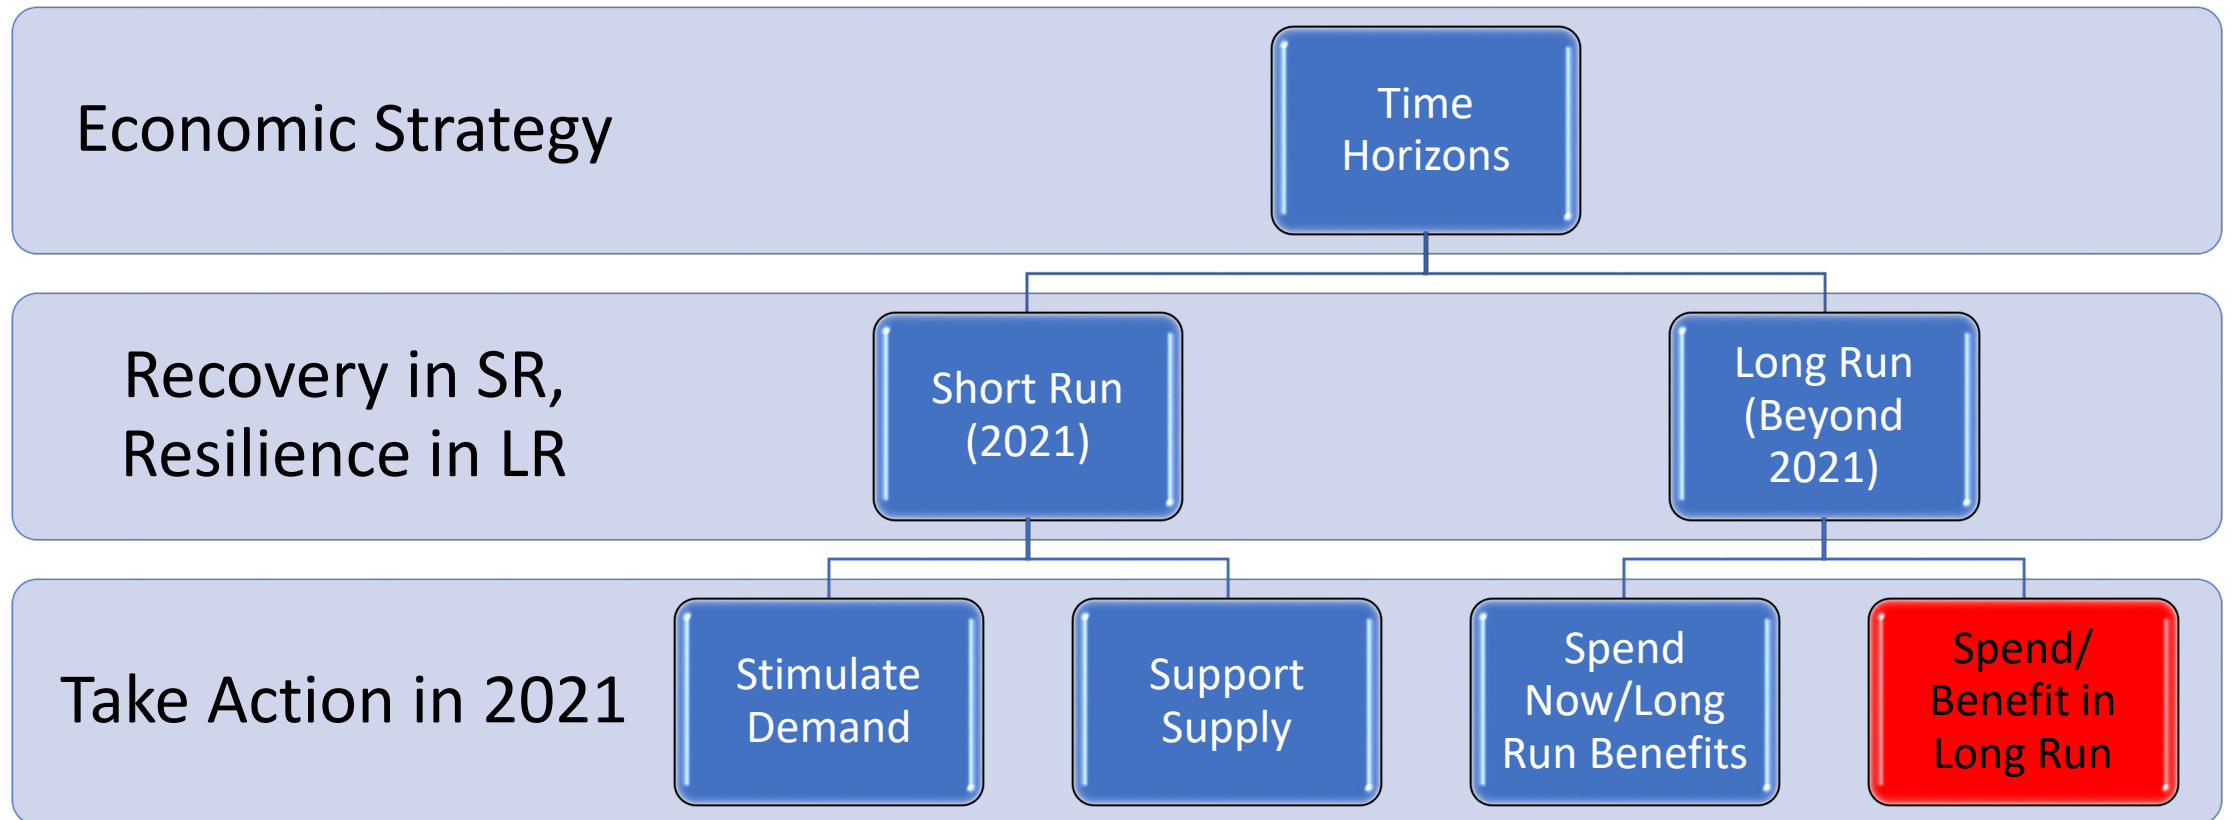 Economic Strategy
Time
Horizons
Recovery in SR,
Resilience in LR
Short Run
(2021)
Long Run
(Beyond
2021)
Take Action in 2021
Stimulate
Demand
Support
Supply
Spend
Now/Long
Run Benefits
Spend/
Benefit in
Long Run